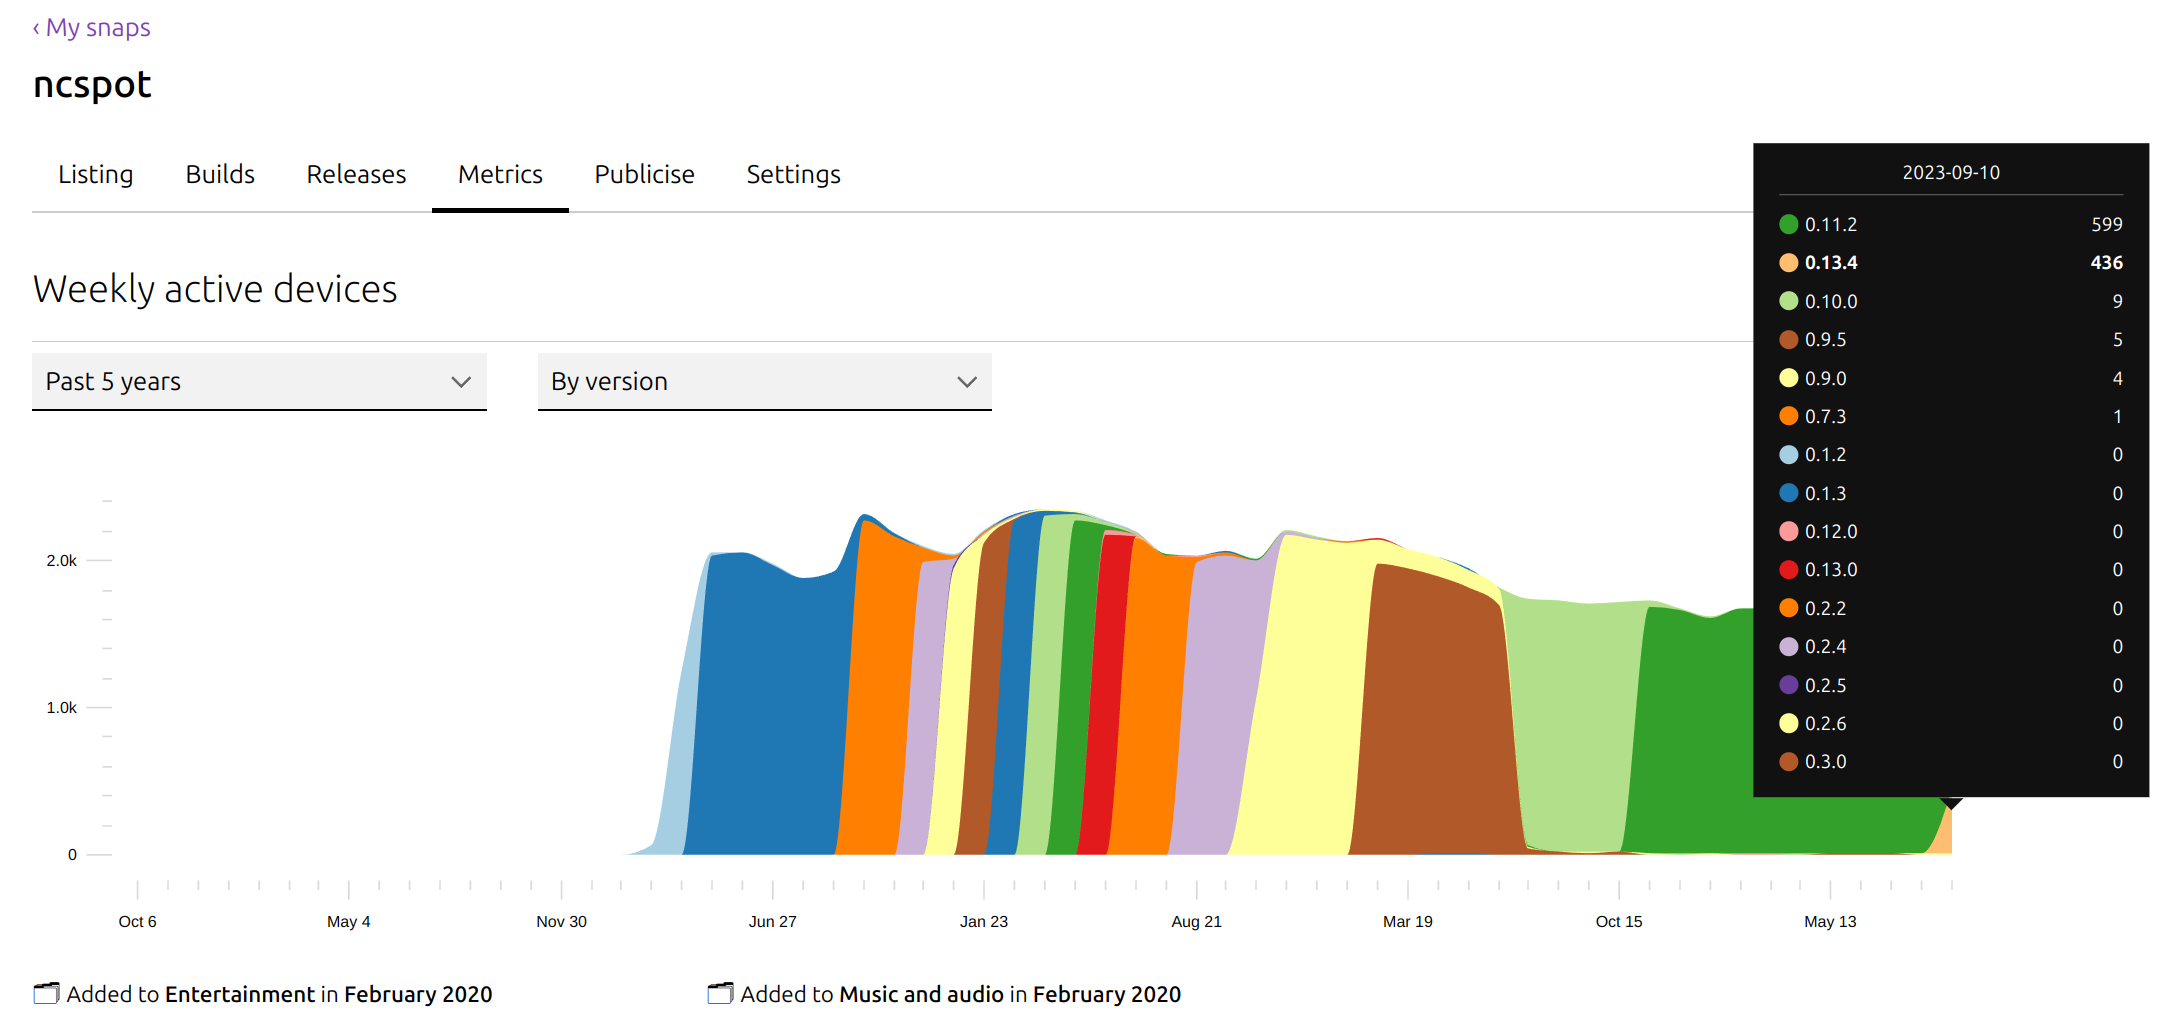 ‹ My snaps
ncspot
Listing Builds Releases Metrics Publicise Settings
Weekly active devices
Past 5 years By version
2023-09-10
0.11.2 599
0.13.4 436
0.10.0 9
0.9.5 5
0.9.0 4
0.7.3 1
0.1.2 0
0.1.3 0
0.12.0 0
0.13.0 0
0.2.2 0
0.2.4 0
0.2.5 0
0.2.6 0
0.3.0 0
2.0k
1.0k
0
Oct 6 May 4 Nov 30 Jun 27 Jan 23 Aug 21 Mar 19 Oct 15 May 13
Added to Entertainment in February 2020 Added to Music and audio in February 2020